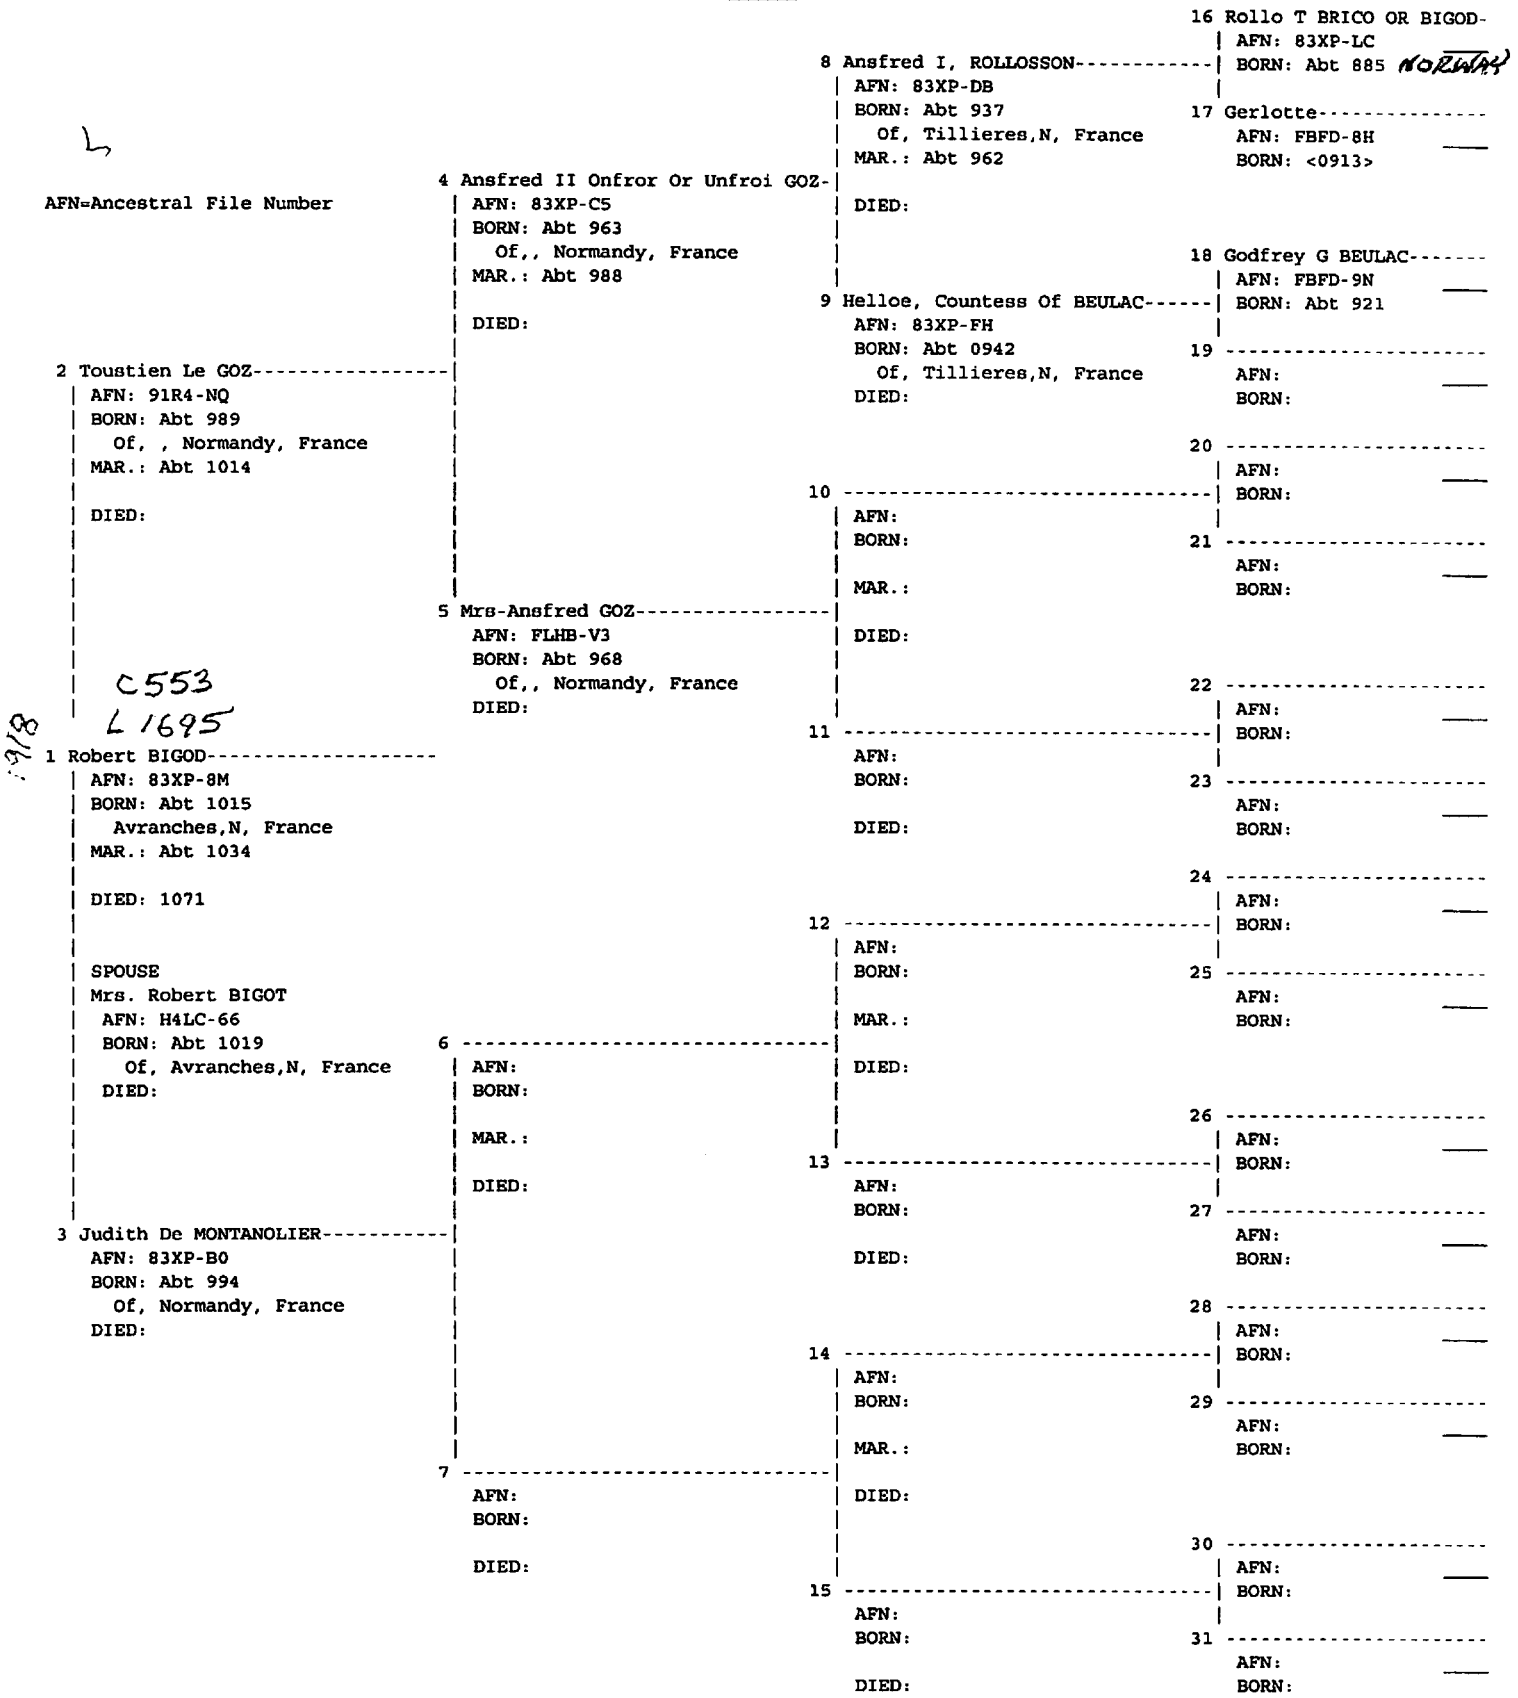 16 Rollo T BRICO OR BIGOD-
AFN: 83XP-LC
BORN: Abt 885 NORWAY
8 Ansfred I, ROLLOSSON------------
AFN: 83XP-DB
BORN: Abt 937
Of, Tillieres,N, France
MAR.: Abt 962
DIED:
17 Gerlotte---------------
AFN: FBFD-8H
BORN: <0913>
L
AFN=Ancestral File Number
4 Ansfred II Onfror Or Unfroi GOZ-
AFN: 83XP-C5
BORN: Abt 963
Of,, Normandy, France
MAR.: Abt 988
DIED:
18 Godfrey G BEULAC-------
AFN: FBFD-9N
BORN: Abt 921
9 Helloe, Countess Of BEULAC------
AFN: 83XP-FH
BORN: Abt 0942
Of, Tillieres,N, France
DIED:
19
AFN:
BORN:
2 Toustien Le GOZ----------------
AFN: 91R4-NQ
BORN: Abt 989
Of, , Normandy, France
MAR.: Abt 1014
DIED:
20
AFN:
BORN:
10
AFN:
BORN:
MAR.:
DIED:
21
AFN:
BORN:
5 Mrs-Ansfred GOZ----------------
AFN: FLHB-V3
BORN: Abt 968
Of,, Normandy, France
DIED:
22
AFN:
BORN:
11
AFN:
BORN:
DIED:
23
AFN:
BORN:
C553
L 1695
1 Robert BIGOD-------------------
AFN: 83XP-8M
BORN: Abt 1015
Avranches,N, France
MAR.: Abt 1034
DIED: 1071
SPOUSE
Mrs. Robert BIGOT
AFN: H4LC-66
BORN: Abt 1019
Of, Avranches,N, France
DIED:
24
AFN:
BORN:
12
AFN:
BORN:
MAR.:
DIED:
25
AFN:
BORN:
6
AFN:
BORN:
MAR.:
DIED:
26
AFN:
BORN:
13
AFN:
BORN:
DIED:
27
AFN:
BORN:
3 Judith De MONTANOLIER-----------
AFN: 83XP-B0
BORN: Abt 994
Of, Normandy, France
DIED:
28
AFN:
BORN:
14
AFN:
BORN:
MAR.:
DIED:
29
AFN:
BORN:
7
AFN:
BORN:
DIED:
30
AFN:
BORN:
15
AFN:
BORN:
DIED:
31
AFN:
BORN: